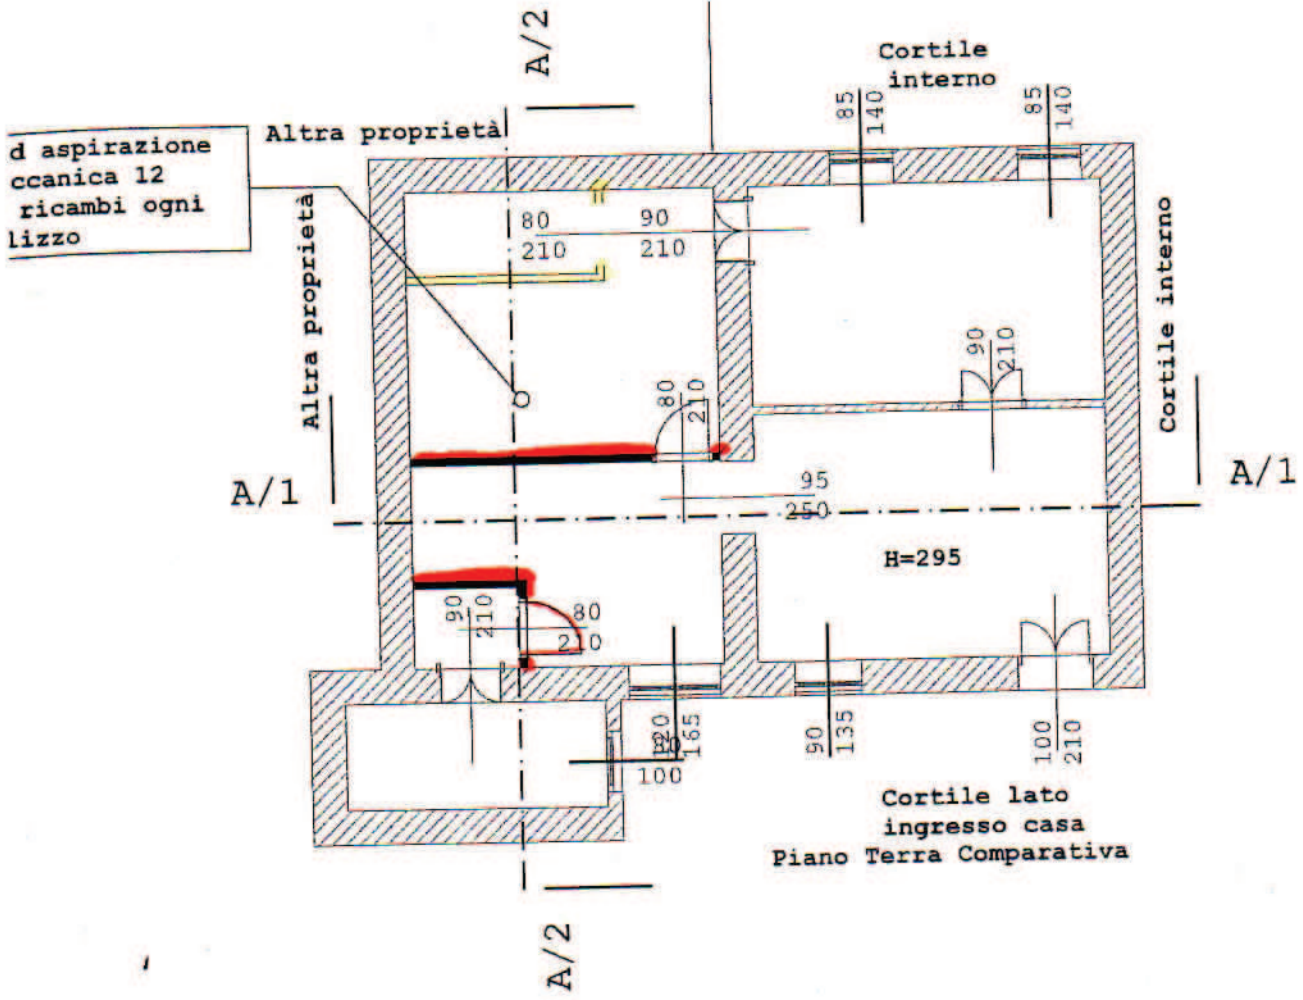 A/2
Cortile
interno
85
140
85
140
Altra proprietà
d aspirazione
ccanica 12
ricambi ogni
lizzo
Altra proprietà
80
210
90
210
Cortile interno
90
210
80
210
A/1
95
250
A/1
H=295
90
210
80
210
120
165
80
100
90
135
100
210
Cortile lato
ingresso casa
Piano Terra Comparativa
A/2